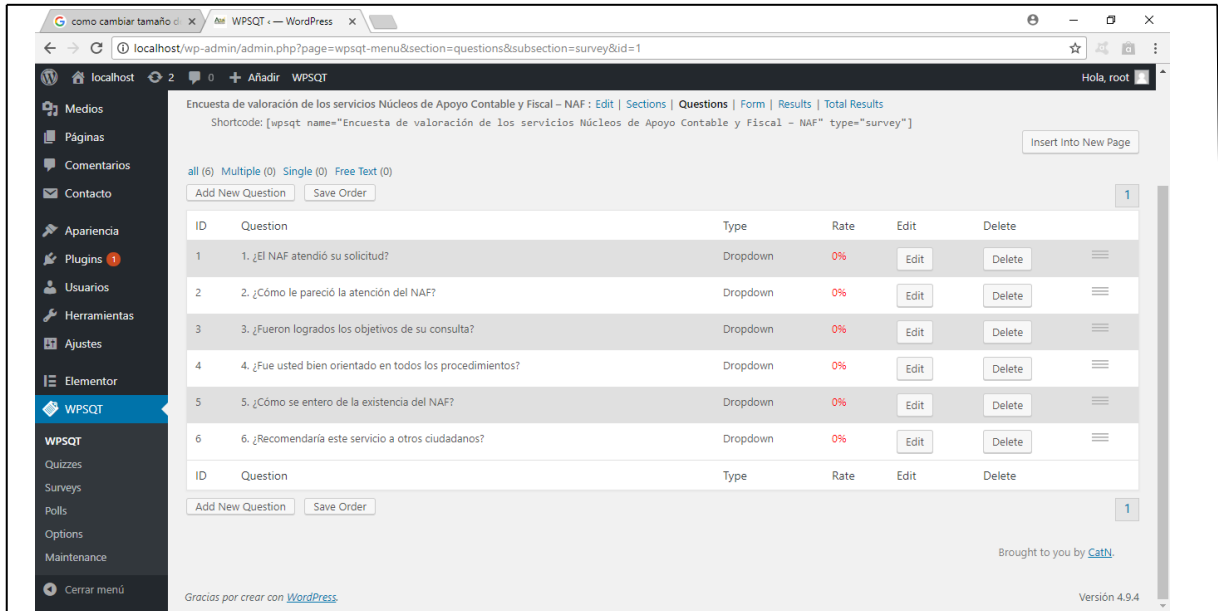 como cambiar tamaño d
WPSQT ‹ — WordPress
localhost/wp-admin/admin.php?page=wpsqt-menu&section=questions&subsection=survey&id=1
localhost 2 0 Añadir WPSQT Hola, root
Medios
Páginas
Comentarios
Contacto
Apariencia
Plugins 1
Usuarios
Herramientas
Ajustes
Elementor
WPSQT
WPSQT
Quizzes
Surveys
Polls
Options
Maintenance
Cerrar menú
Encuesta de valoración de los servicios Núcleos de Apoyo Contable y Fiscal – NAF : Edit | Sections | Questions | Form | Results | Total Results
Shortcode: [wpsqt name="Encuesta de valoración de los servicios Núcleos de Apoyo Contable y Fiscal – NAF" type="survey"]
Insert Into New Page
all (6) Multiple (0) Single (0) Free Text (0)
Add New Question Save Order 1
ID Question Type Rate Edit Delete
1 1. ¿El NAF atendió su solicitud? Dropdown 0% Edit Delete
2 2. ¿Cómo le pareció la atención del NAF? Dropdown 0% Edit Delete
3 3. ¿Fueron logrados los objetivos de su consulta? Dropdown 0% Edit Delete
4 4. ¿Fue usted bien orientado en todos los procedimientos? Dropdown 0% Edit Delete
5 5. ¿Cómo se entero de la existencia del NAF? Dropdown 0% Edit Delete
6 6. ¿Recomendaría este servicio a otros ciudadanos? Dropdown 0% Edit Delete
ID Question Type Rate Edit Delete
Add New Question Save Order 1
Brought to you by CatN.
Gracias por crear con WordPress. Versión 4.9.4